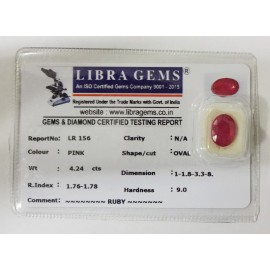 LIBRA GEMS
An ISO Certified Gems Company 9001 - 2015
Registered Under the Trade Marks with Govt. of India
website : www.libragems.co.in
GEMS & DIAMOND CERTIFIED TESTING REPORT
ReportNo: LR 156 Clarity : N/A
Colour : PINK Shape/cut : OVAL
Wt : 4.24 cts Dimension : 1-1.8-3.3-8.
R.Index : 1.76-1.78 Hardness : 9.0
Comment ~~~~~~~~ RUBY ~~~~~~~~